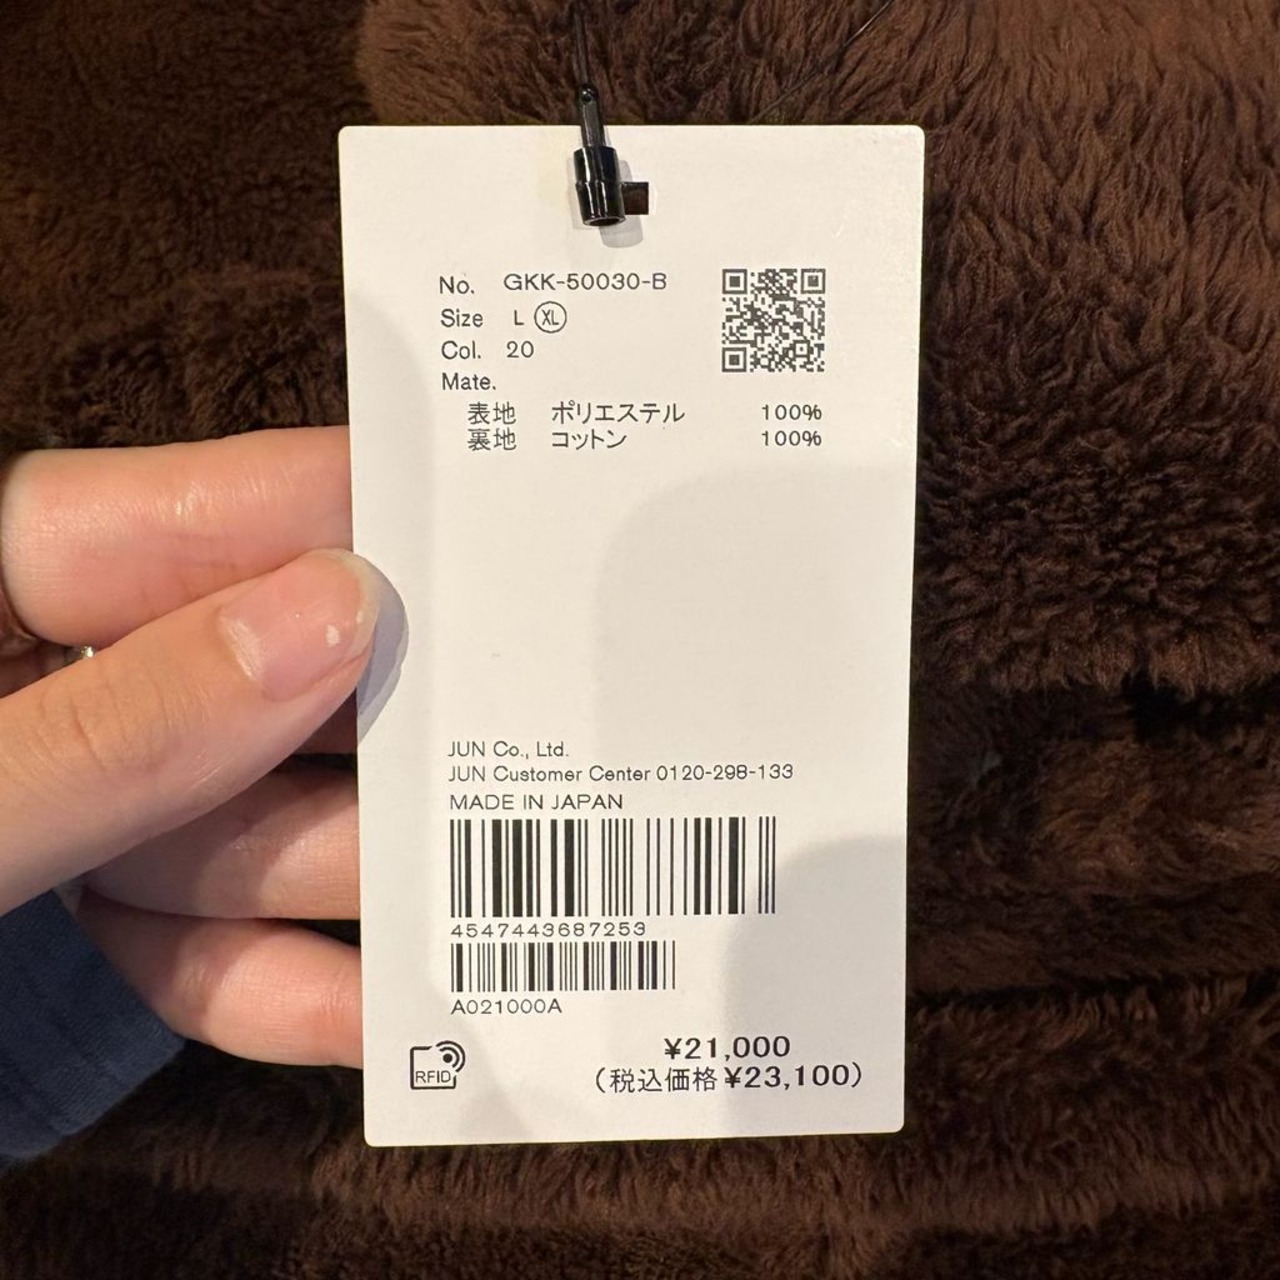 No. GKK-50030-B
Size L XL
Col. 20
Mate.
表地 ポリエステル 100%
裏地 コットン 100%
JUN Co., Ltd.
JUN Customer Center 0120-298-133
MADE IN JAPAN
4547443687253
A021000A
RFID
¥21,000
(税込価格 ¥23,100)